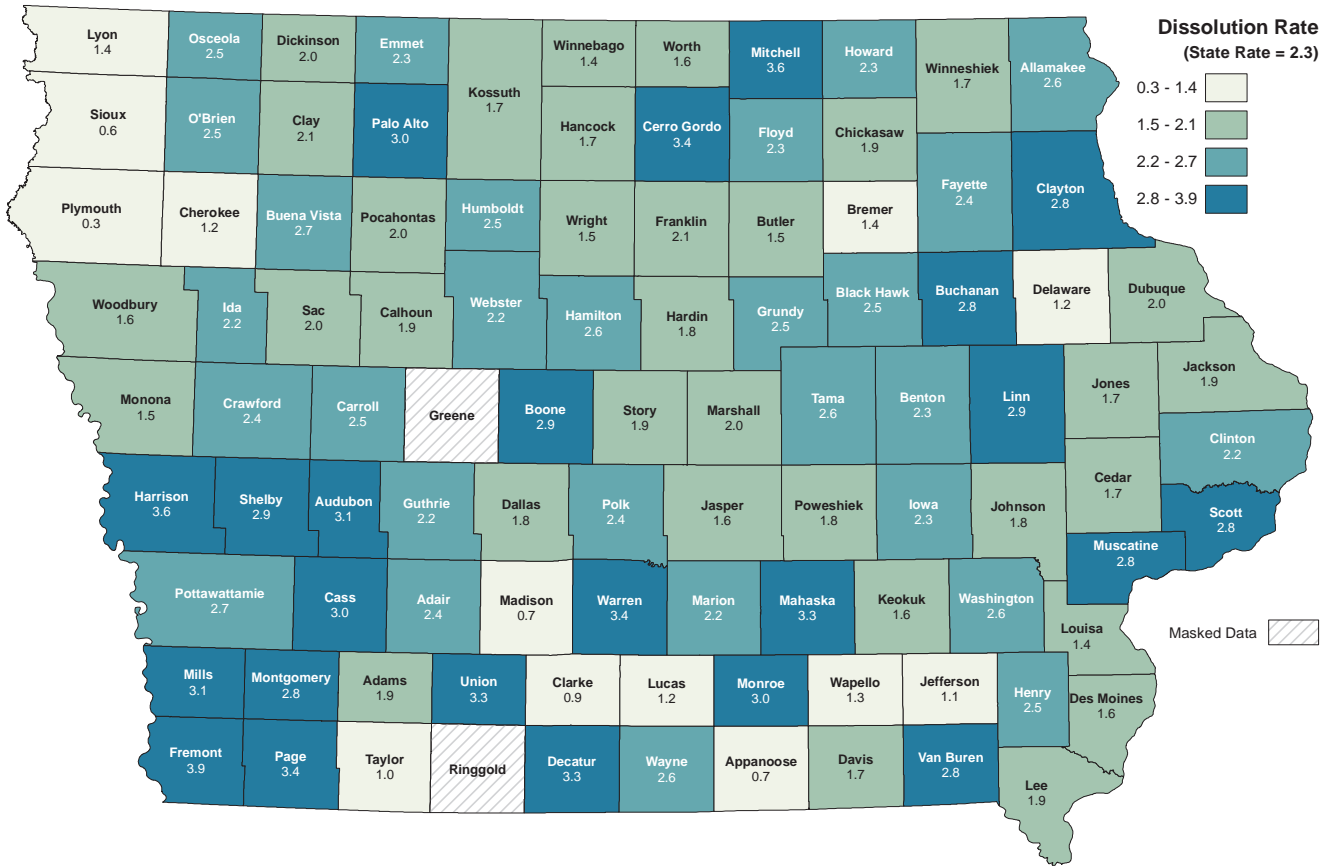 Dissolution Rate
(State Rate = 2.3)
0.3 - 1.4
1.5 - 2.1
2.2 - 2.7
2.8 - 3.9
Masked Data
Lyon
1.4
Osceola
2.5
Dickinson
2.0
Emmet
2.3
Kossuth
1.7
Winnebago
1.4
Worth
1.6
Mitchell
3.6
Howard
2.3
Winneshiek
1.7
Allamakee
2.6
Sioux
0.6
O'Brien
2.5
Clay
2.1
Palo Alto
3.0
Hancock
1.7
Cerro Gordo
3.4
Floyd
2.3
Chickasaw
1.9
Fayette
2.4
Clayton
2.8
Plymouth
0.3
Cherokee
1.2
Buena Vista
2.7
Pocahontas
2.0
Humboldt
2.5
Wright
1.5
Franklin
2.1
Butler
1.5
Bremer
1.4
Woodbury
1.6
Ida
2.2
Sac
2.0
Calhoun
1.9
Webster
2.2
Hamilton
2.6
Hardin
1.8
Grundy
2.5
Black Hawk
2.5
Buchanan
2.8
Delaware
1.2
Dubuque
2.0
Monona
1.5
Crawford
2.4
Carroll
2.5
Greene
Boone
2.9
Story
1.9
Marshall
2.0
Tama
2.6
Benton
2.3
Linn
2.9
Jones
1.7
Jackson
1.9
Clinton
2.2
Harrison
3.6
Shelby
2.9
Audubon
3.1
Guthrie
2.2
Dallas
1.8
Polk
2.4
Jasper
1.6
Poweshiek
1.8
Iowa
2.3
Johnson
1.8
Cedar
1.7
Scott
2.8
Muscatine
2.8
Pottawattamie
2.7
Cass
3.0
Adair
2.4
Madison
0.7
Warren
3.4
Marion
2.2
Mahaska
3.3
Keokuk
1.6
Washington
2.6
Louisa
1.4
Mills
3.1
Montgomery
2.8
Adams
1.9
Union
3.3
Clarke
0.9
Lucas
1.2
Monroe
3.0
Wapello
1.3
Jefferson
1.1
Henry
2.5
Des Moines
1.6
Fremont
3.9
Page
3.4
Taylor
1.0
Ringgold
Decatur
3.3
Wayne
2.6
Appanoose
0.7
Davis
1.7
Van Buren
2.8
Lee
1.9